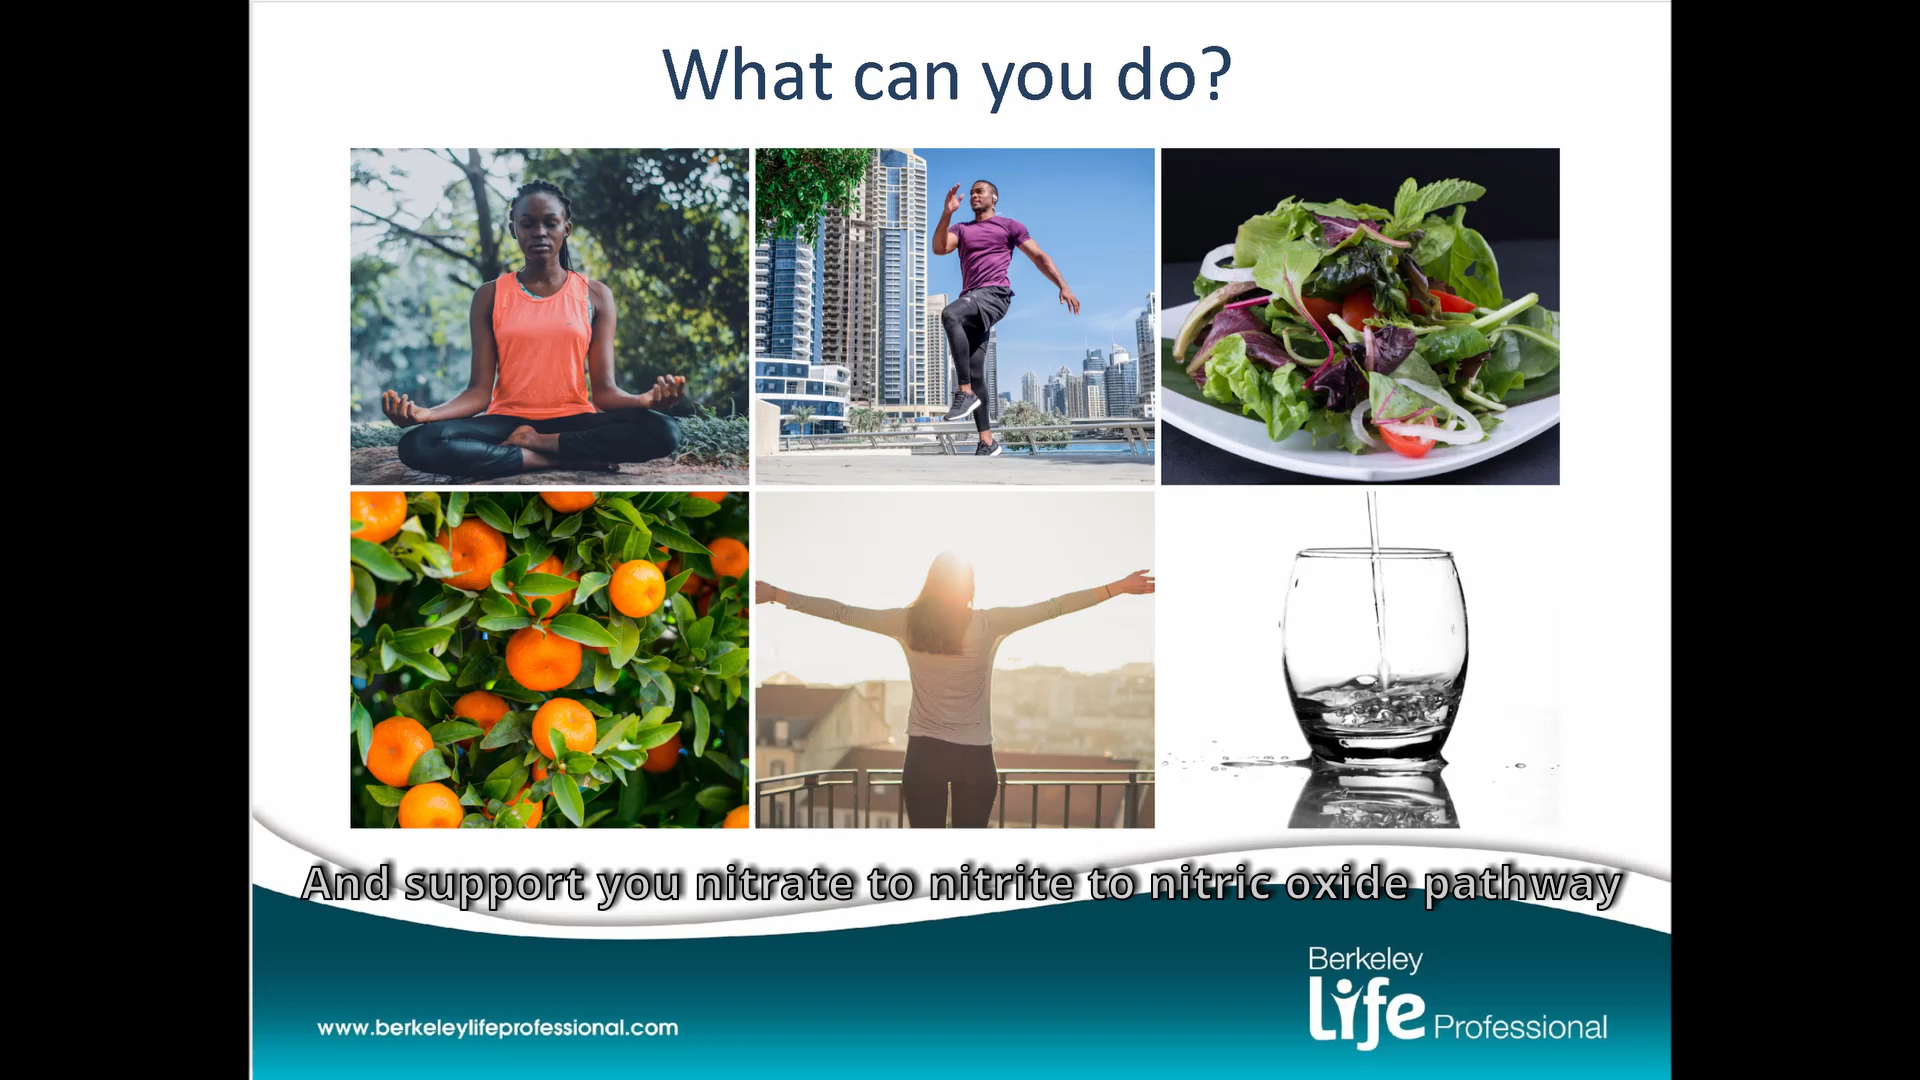 What can you do?
And support you nitrate to nitrite to nitric oxide pathway
Berkeley
Life Professional
www.berkeleylifeprofessional.com